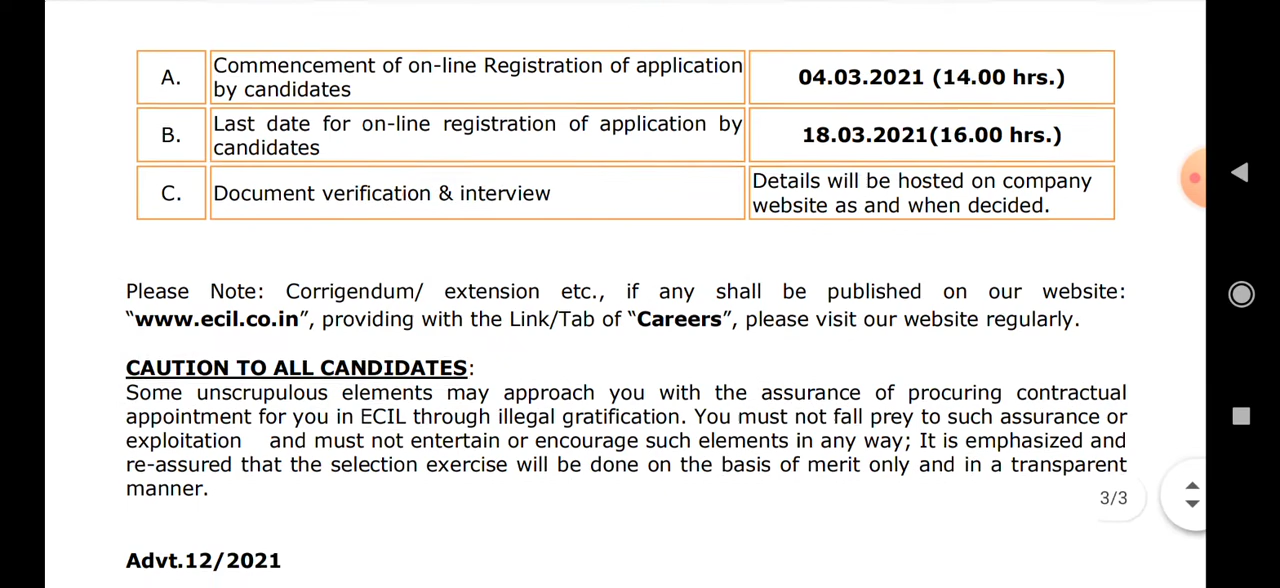 A.
Commencement of on-line Registration of application
by candidates
04.03.2021 (14.00 hrs.)
B.
Last date for on-line registration of application by
candidates
18.03.2021(16.00 hrs.)
C.
Document verification & interview
Details will be hosted on company
website as and when decided.
Please Note: Corrigendum/ extension etc., if any shall be published on our website:
“www.ecil.co.in”, providing with the Link/Tab of “Careers”, please visit our website regularly.
CAUTION TO ALL CANDIDATES:
Some unscrupulous elements may approach you with the assurance of procuring contractual
appointment for you in ECIL through illegal gratification. You must not fall prey to such assurance or
exploitation and must not entertain or encourage such elements in any way; It is emphasized and
re-assured that the selection exercise will be done on the basis of merit only and in a transparent
manner.
3/3
Advt.12/2021